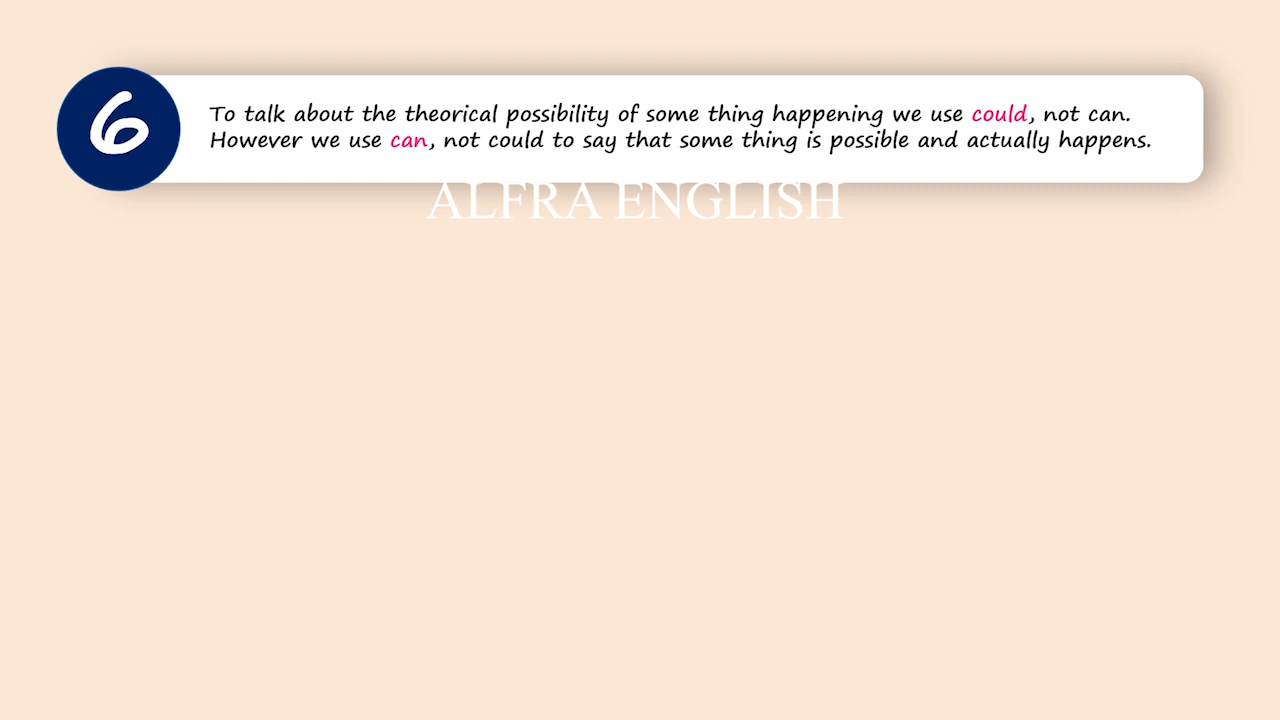 6
To talk about the theorical possibility of some thing happening we use could, not can.
However we use can, not could to say that some thing is possible and actually happens.
ALFRA ENGLISH